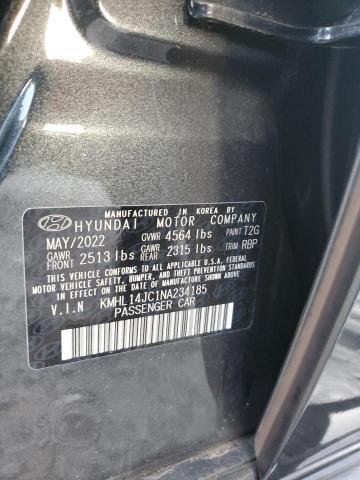 MANUFACTURED IN KOREA BY
HYUNDAI MOTOR COMPANY
MAY/2022 GVWR 4564 lbs PAINT T2G
GAWR FRONT 2513 lbs GAWR REAR 2315 lbs TRIM RBP
THIS VEHICLE CONFORMS TO ALL APPLICABLE U.S.A. FEDERAL
MOTOR VEHICLE SAFETY, BUMPER, AND THEFT PREVENTION
STANDARDS IN EFFECT ON THE DATE OF MANUFACTURE SHOWN ABOVE.
V.I.N KMHL14JC1NA234185
PASSENGER CAR